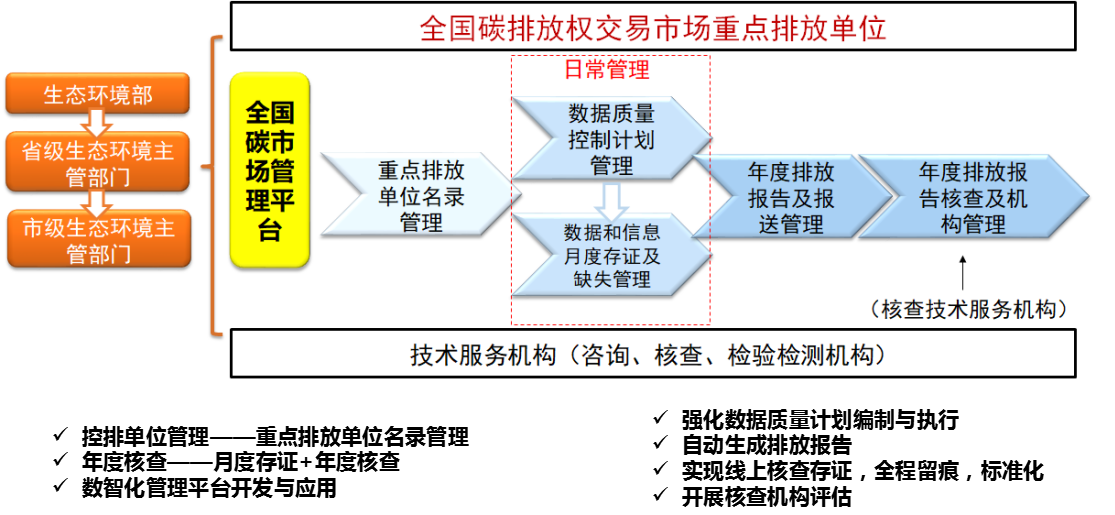 全国碳排放权交易市场重点排放单位
生态环境部
省级生态环境主
管部门
市级生态环境主
管部门
全国
碳市
场管
理平
台
重点排放
单位名录
管理
日常管理
数据质量
控制计划
管理
数据和信息
月度存证及
缺失管理
年度排放
报告及报
送管理
年度排放报
告核查及机
构管理
（核查技术服务机构）
技术服务机构（咨询、核查、检验检测机构）
✓ 控排单位管理——重点排放单位名录管理
✓ 年度核查——月度存证+年度核查
✓ 数智化管理平台开发与应用
✓ 强化数据质量计划编制与执行
✓ 自动生成排放报告
✓ 实现线上核查存证，全程留痕，标准化
✓ 开展核查机构评估